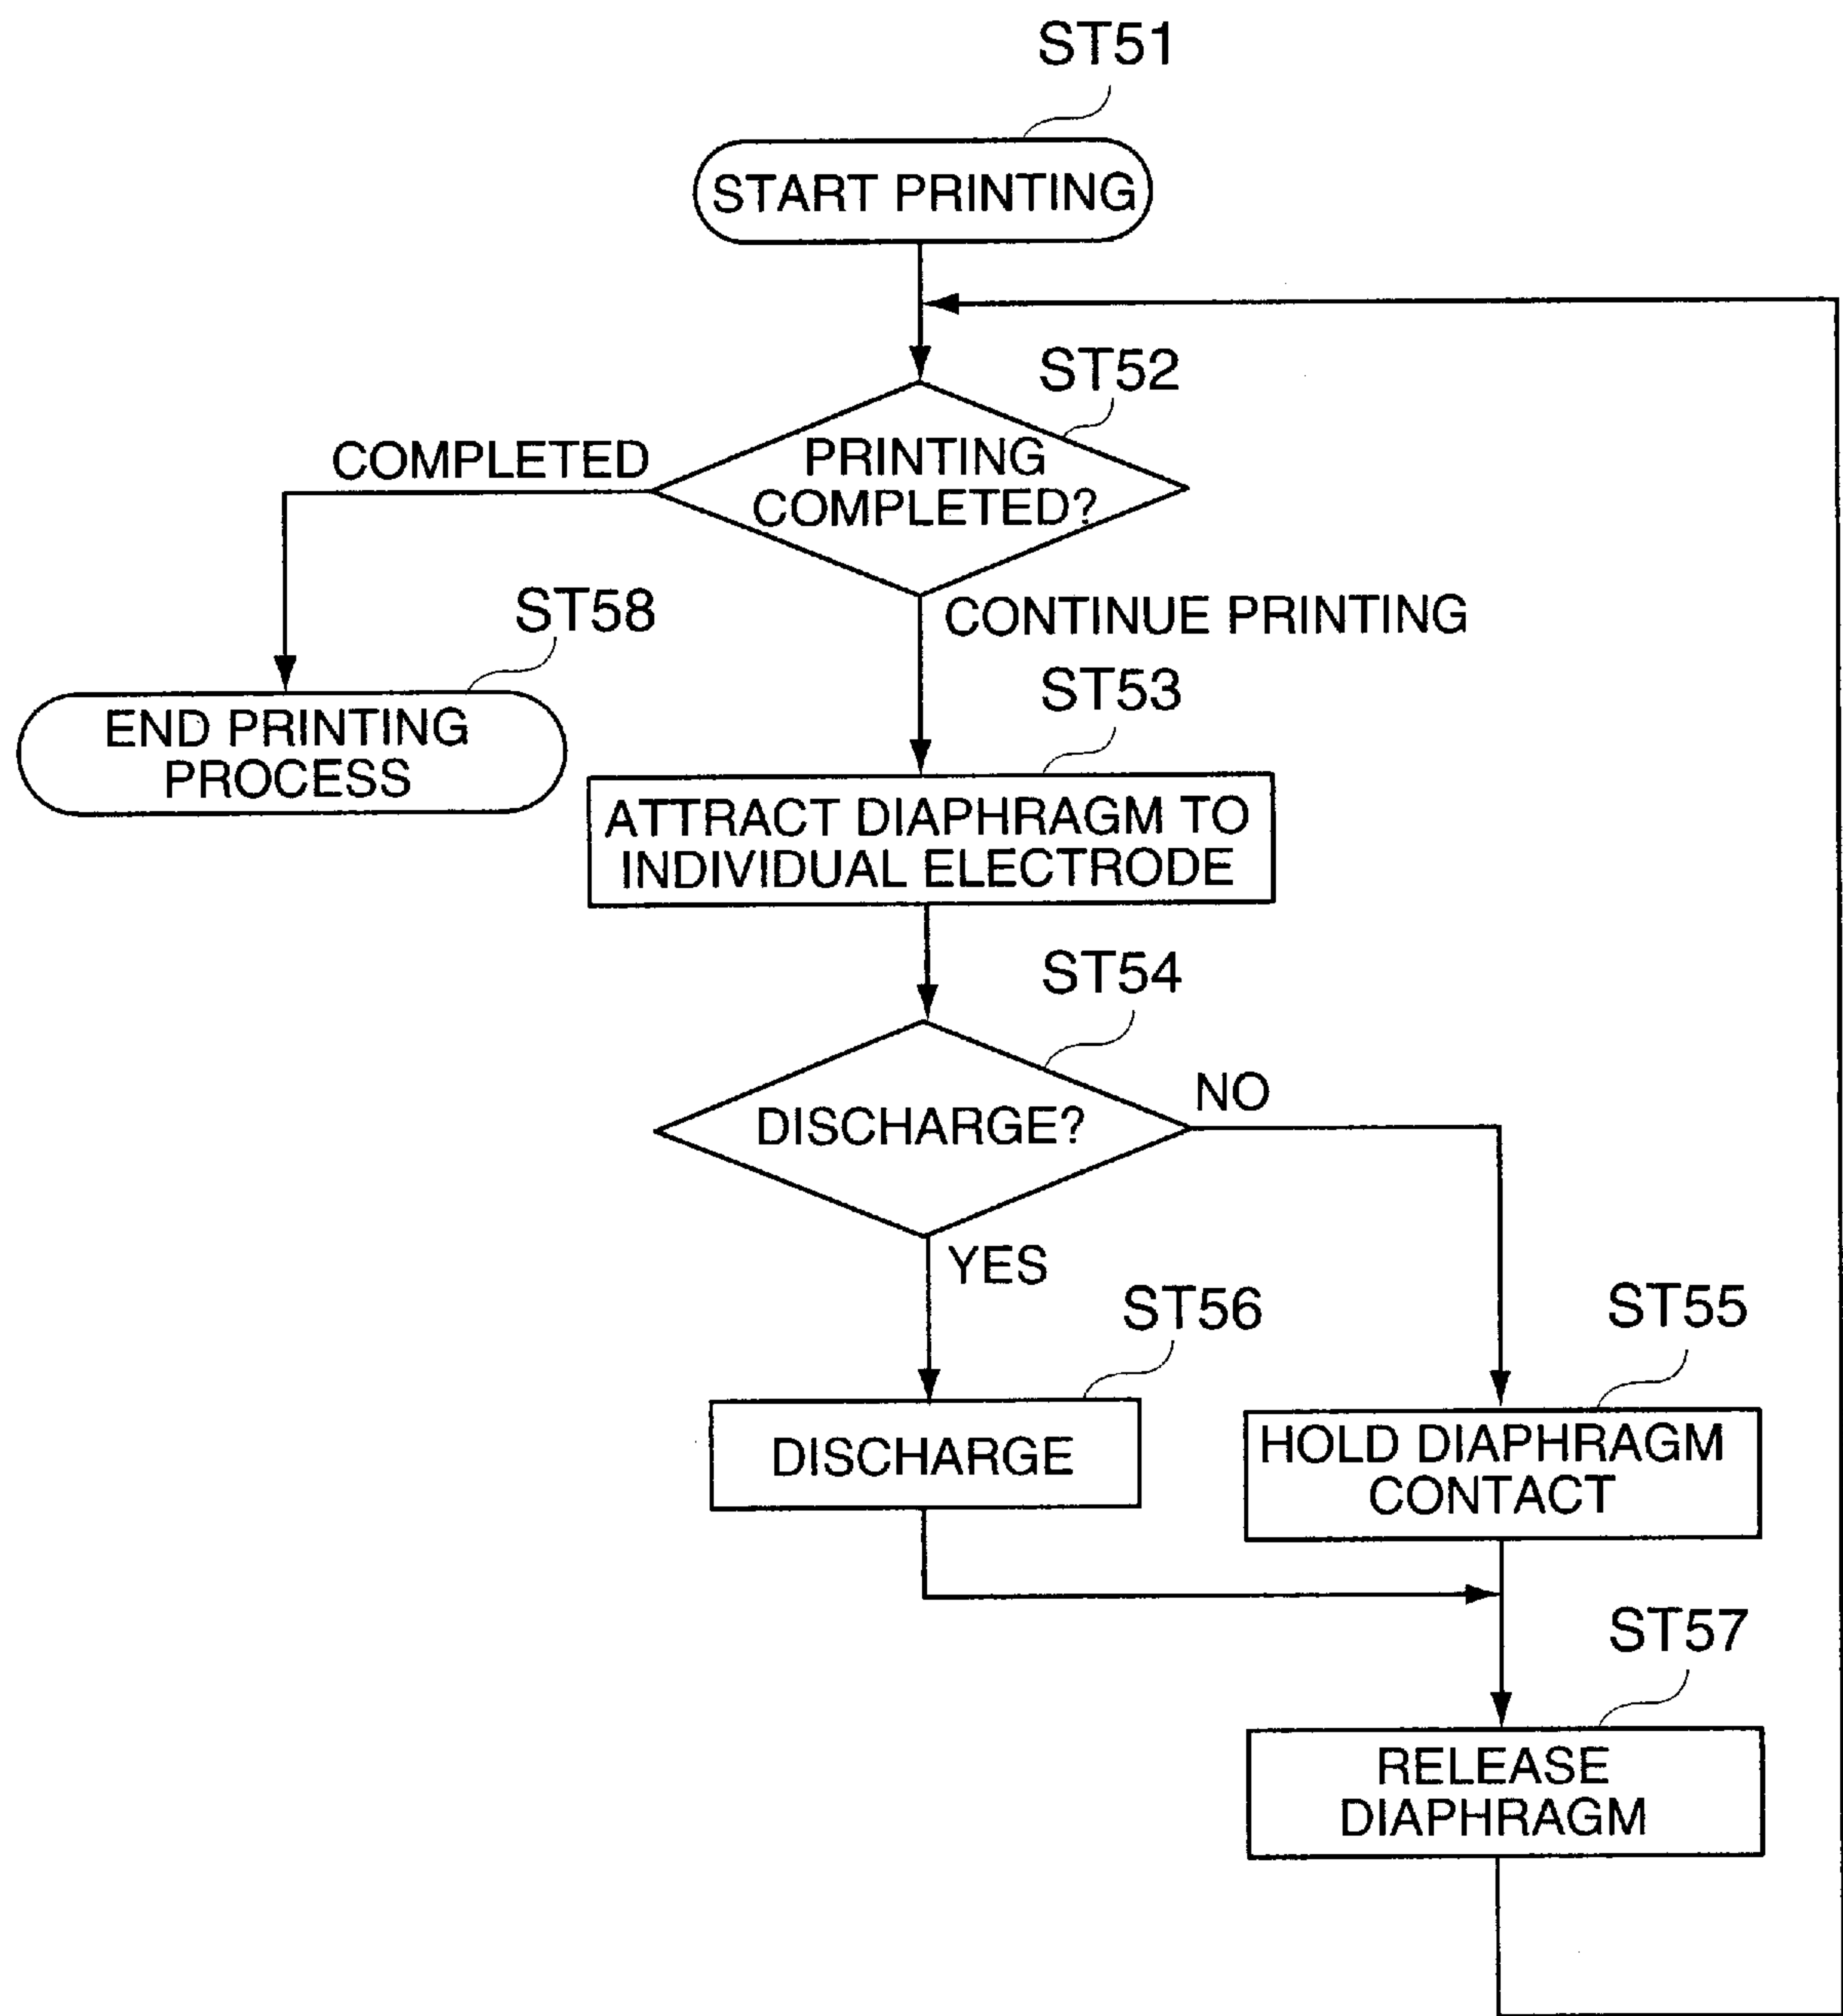 ST51
START PRINTING
ST52
PRINTING
COMPLETED?
COMPLETED
CONTINUE PRINTING
ST58
END PRINTING
PROCESS
ST53
ATTRACT DIAPHRAGM TO
INDIVIDUAL ELECTRODE
ST54
DISCHARGE?
NO
YES
ST56
DISCHARGE
ST55
HOLD DIAPHRAGM
CONTACT
ST57
RELEASE
DIAPHRAGM